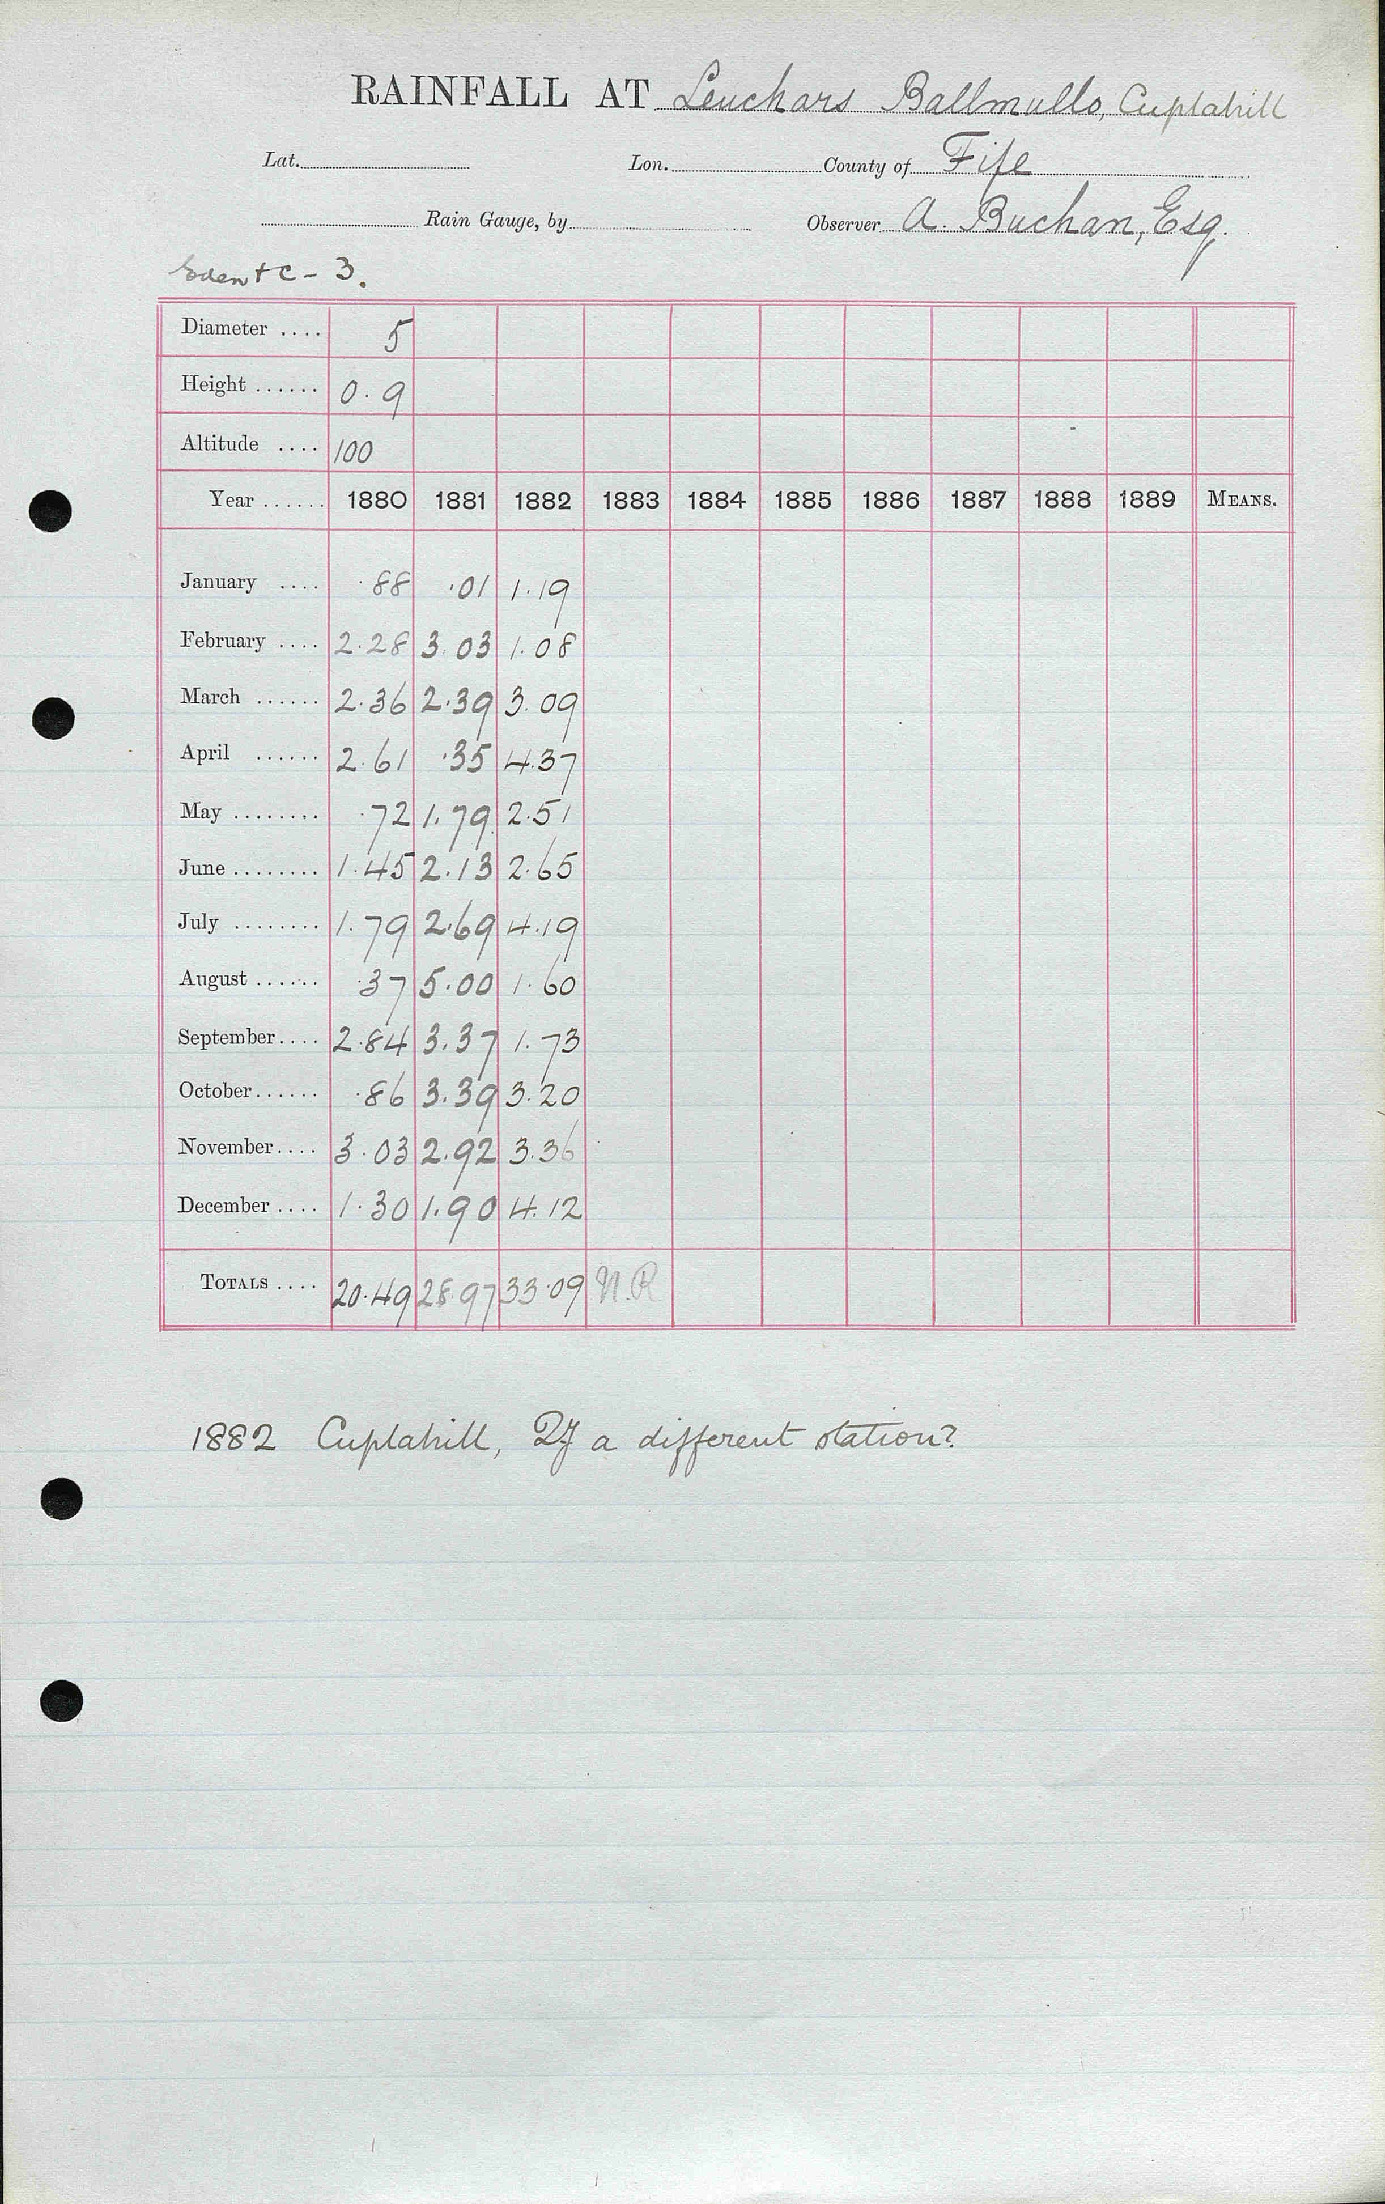 RAINFALL AT Leuchars Ballmullo, Cuplahill
Lat. Lon. County of Fife
Rain Gauge, by Observer A. Buchan, Esq.
Eden + C - 3.
Diameter .... 5
Height ...... 0.9
Altitude .... 100
Year ...... 1880 1881 1882 1883 1884 1885 1886 1887 1888 1889 MEANS.
January .... .88 .01 1.19
February .... 2.28 3.03 1.08
March ...... 2.36 2.39 3.09
April ...... 2.61 .35 4.37
May ........ .72 1.79 2.51
June ........ 1.45 2.13 2.65
July ........ 1.79 2.69 4.19
August ...... .37 5.00 1.60
September.... 2.84 3.37 1.73
October...... .86 3.39 3.20
November.... 3.03 2.92 3.36
December .... 1.30 1.90 4.12
TOTALS .... 20.49 28.97 33.09 N.R
1882 Cuplahill, Qy a different station?